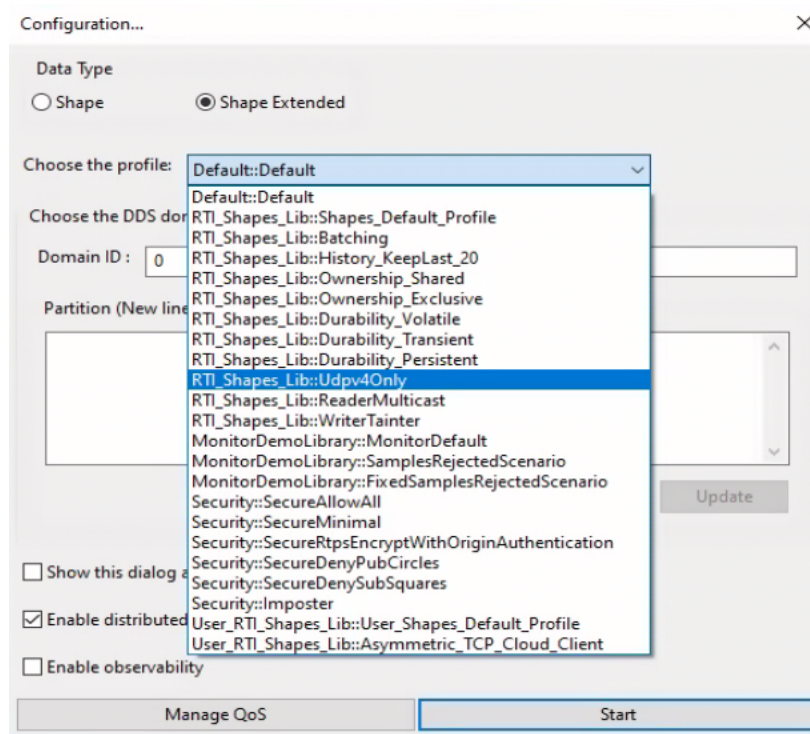 Configuration...
Data Type
Shape
Shape Extended
Choose the profile:
Default::Default
Default::Default
RTI_Shapes_Lib::Shapes_Default_Profile
RTI_Shapes_Lib::Batching
RTI_Shapes_Lib::History_KeepLast_20
RTI_Shapes_Lib::Ownership_Shared
RTI_Shapes_Lib::Ownership_Exclusive
RTI_Shapes_Lib::Durability_Volatile
RTI_Shapes_Lib::Durability_Transient
RTI_Shapes_Lib::Durability_Persistent
RTI_Shapes_Lib::Udpv4Only
RTI_Shapes_Lib::ReaderMulticast
RTI_Shapes_Lib::WriterTainter
MonitorDemoLibrary::MonitorDefault
MonitorDemoLibrary::SamplesRejectedScenario
MonitorDemoLibrary::FixedSamplesRejectedScenario
Security::SecureAllowAll
Security::SecureMinimal
Security::SecureRtpsEncryptWithOriginAuthentication
Security::SecureDenyPubCircles
Security::SecureDenySubSquares
Security::Imposter
User_RTI_Shapes_Lib::User_Shapes_Default_Profile
User_RTI_Shapes_Lib::Asymmetric_TCP_Cloud_Client
Choose the DDS dor
Domain ID :
0
Partition (New line
Update
Show this dialog a
Enable distributed
Enable observability
Manage QoS
Start